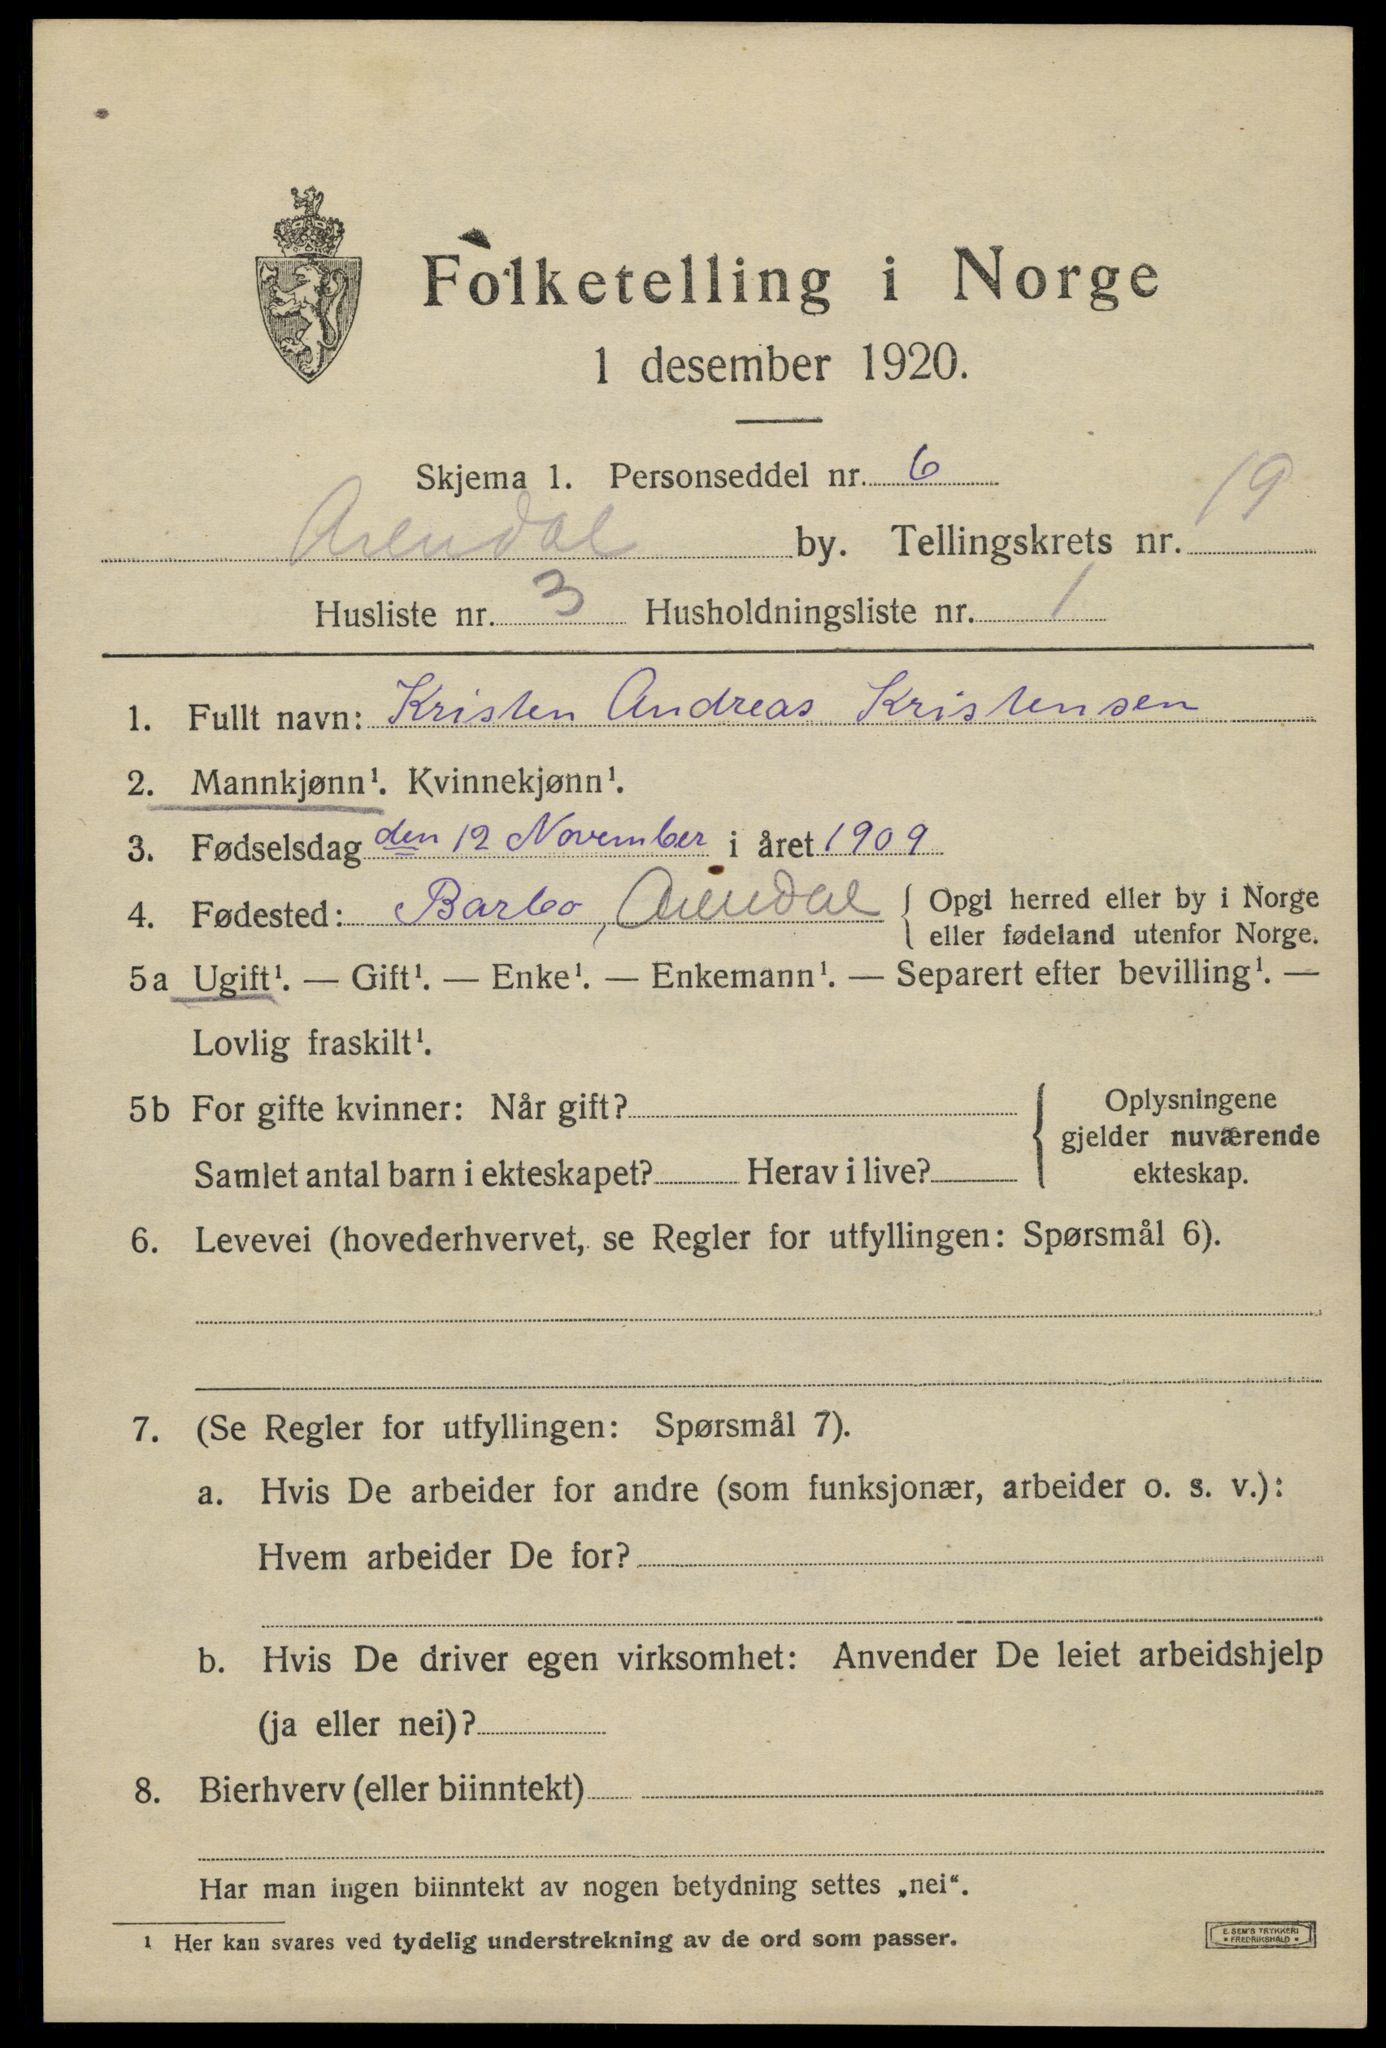 Folketelling i Norge
1 desember 1920.
Skjema 1. Personseddel nr. 6
Arendal by. Tellingskrets nr. 19
Husliste nr. 3 Husholdningsliste nr. 1
1. Fullt navn: Kristen Andreas Kristensen
2. Mannkjønn¹. Kvinnekjønn¹.
3. Fødselsdag den 12 November i året 1909
4. Fødested: Barbo, Arendal { Opgi herred eller by i Norge
eller fødeland utenfor Norge.
5a Ugift¹. — Gift¹. — Enke¹. — Enkemann¹. — Separert efter bevilling¹. —
Lovlig fraskilt¹.
5b For gifte kvinner: Når gift?
Samlet antal barn i ekteskapet? Herav i live?
{ Oplysningene
gjelder nuværende
ekteskap.
6. Levevei (hovederhvervet, se Regler for utfyllingen: Spørsmål 6).
7. (Se Regler for utfyllingen: Spørsmål 7).
a. Hvis De arbeider for andre (som funksjonær, arbeider o. s. v.):
Hvem arbeider De for?
b. Hvis De driver egen virksomhet: Anvender De leiet arbeidshjelp
(ja eller nei)?
8. Bierhverv (eller biinntekt)
Har man ingen biinntekt av nogen betydning settes „nei“.
¹ Her kan svares ved tydelig understrekning av de ord som passer.
E. SEM'S TRYKKERI
* FREDRIKSHALD *